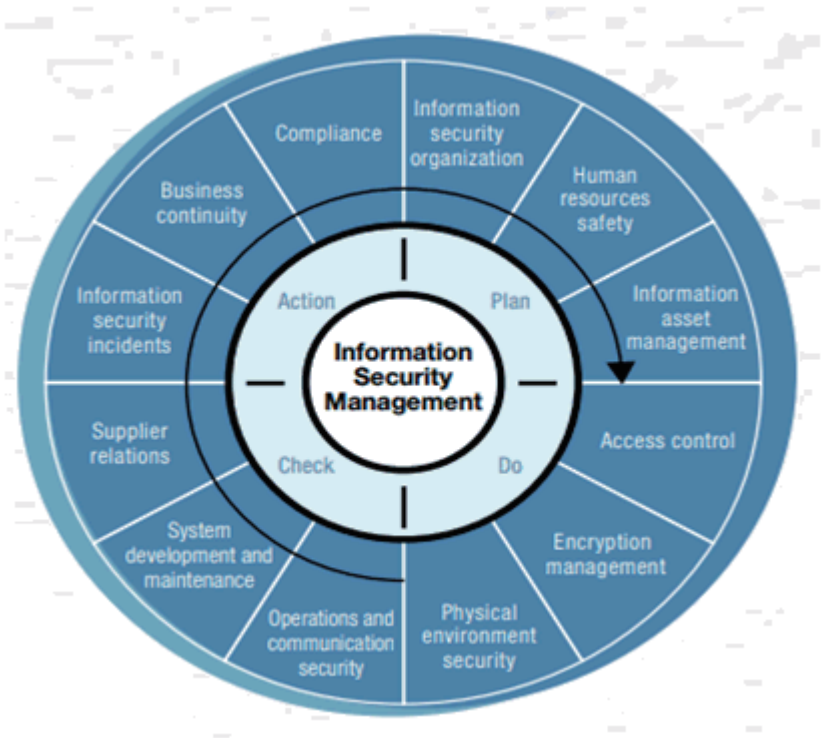 Compliance
Information
security
organization
Human
resources
safety
Information
asset
management
Access control
Encryption
management
Physical
environment
security
Operations and
communication
security
System
development and
maintenance
Supplier
relations
Information
security
incidents
Business
continuity
Action
Plan
Do
Check
Information
Security
Management